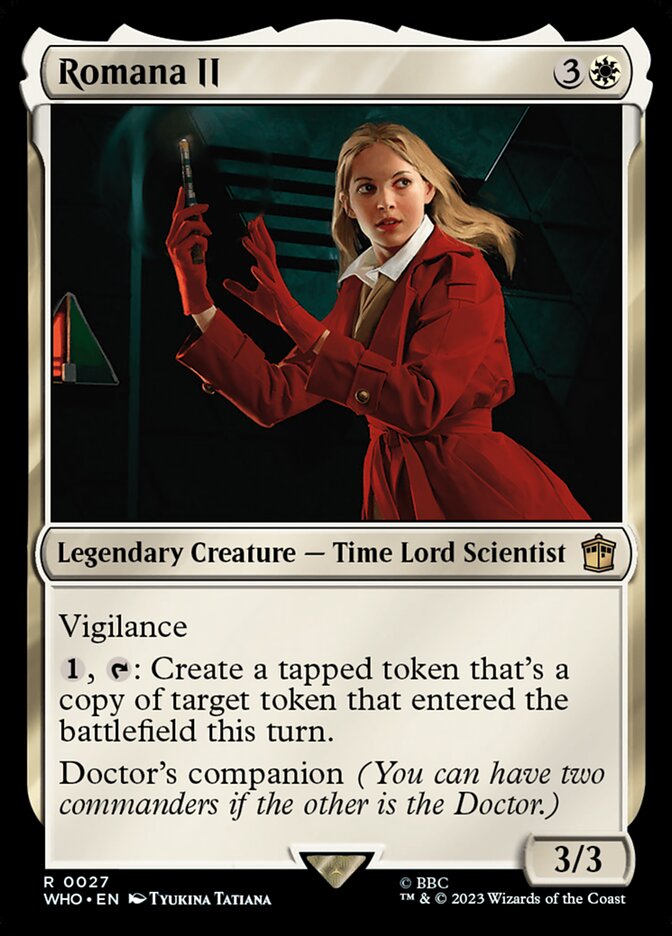 Romana II 3
Legendary Creature — Time Lord Scientist
Vigilance
1, : Create a tapped token that's a
copy of target token that entered the
battlefield this turn.
Doctor's companion (You can have two
commanders if the other is the Doctor.)
3/3
R 0027
WHO • EN Tyukina Tatiana
© BBC
™ & © 2023 Wizards of the Coast